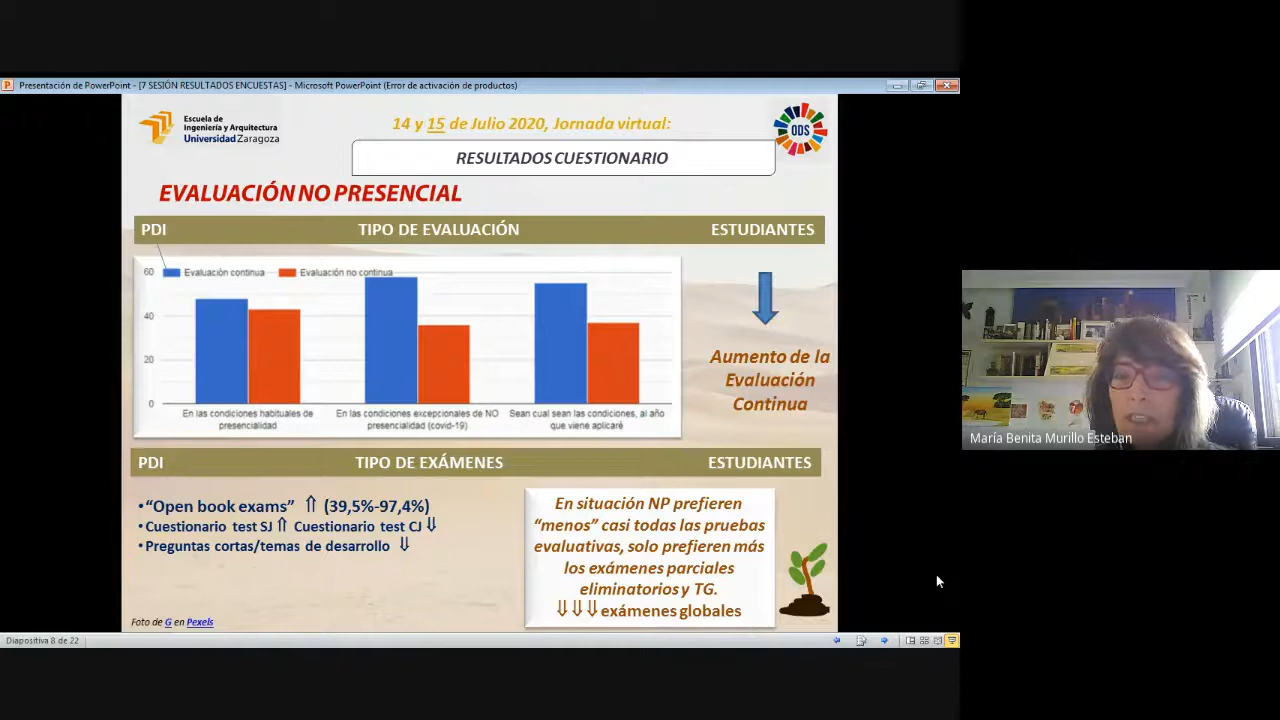 Presentación de PowerPoint - [7 SESIÓN RESULTADOS ENCUESTAS] - Microsoft PowerPoint (Error de activación de productos)
Escuela de
Ingeniería y Arquitectura
Universidad Zaragoza
14 y 15 de Julio 2020, Jornada virtual:
ODS
RESULTADOS CUESTIONARIO
EVALUACIÓN NO PRESENCIAL
PDI TIPO DE EVALUACIÓN ESTUDIANTES
60
40
20
0
Evaluación continua Evaluación no continua
En las condiciones habituales de
presencialidad
En las condiciones excepcionales de NO
presencialidad (covid-19)
Sean cual sean las condiciones, al año
que viene aplicaré
Aumento de la
Evaluación
Continua
PDI TIPO DE EXÁMENES ESTUDIANTES
•“Open book exams” ⇑ (39,5%-97,4%)
•Cuestionario test SJ ⇑ Cuestionario test CJ ⇓
•Preguntas cortas/temas de desarrollo ⇓
En situación NP prefieren
“menos” casi todas las pruebas
evaluativas, solo prefieren más
los exámenes parciales
eliminatorios y TG.
⇓⇓⇓exámenes globales
Foto de G en Pexels
Diapositiva 8 de 22
María Benita Murillo Esteban